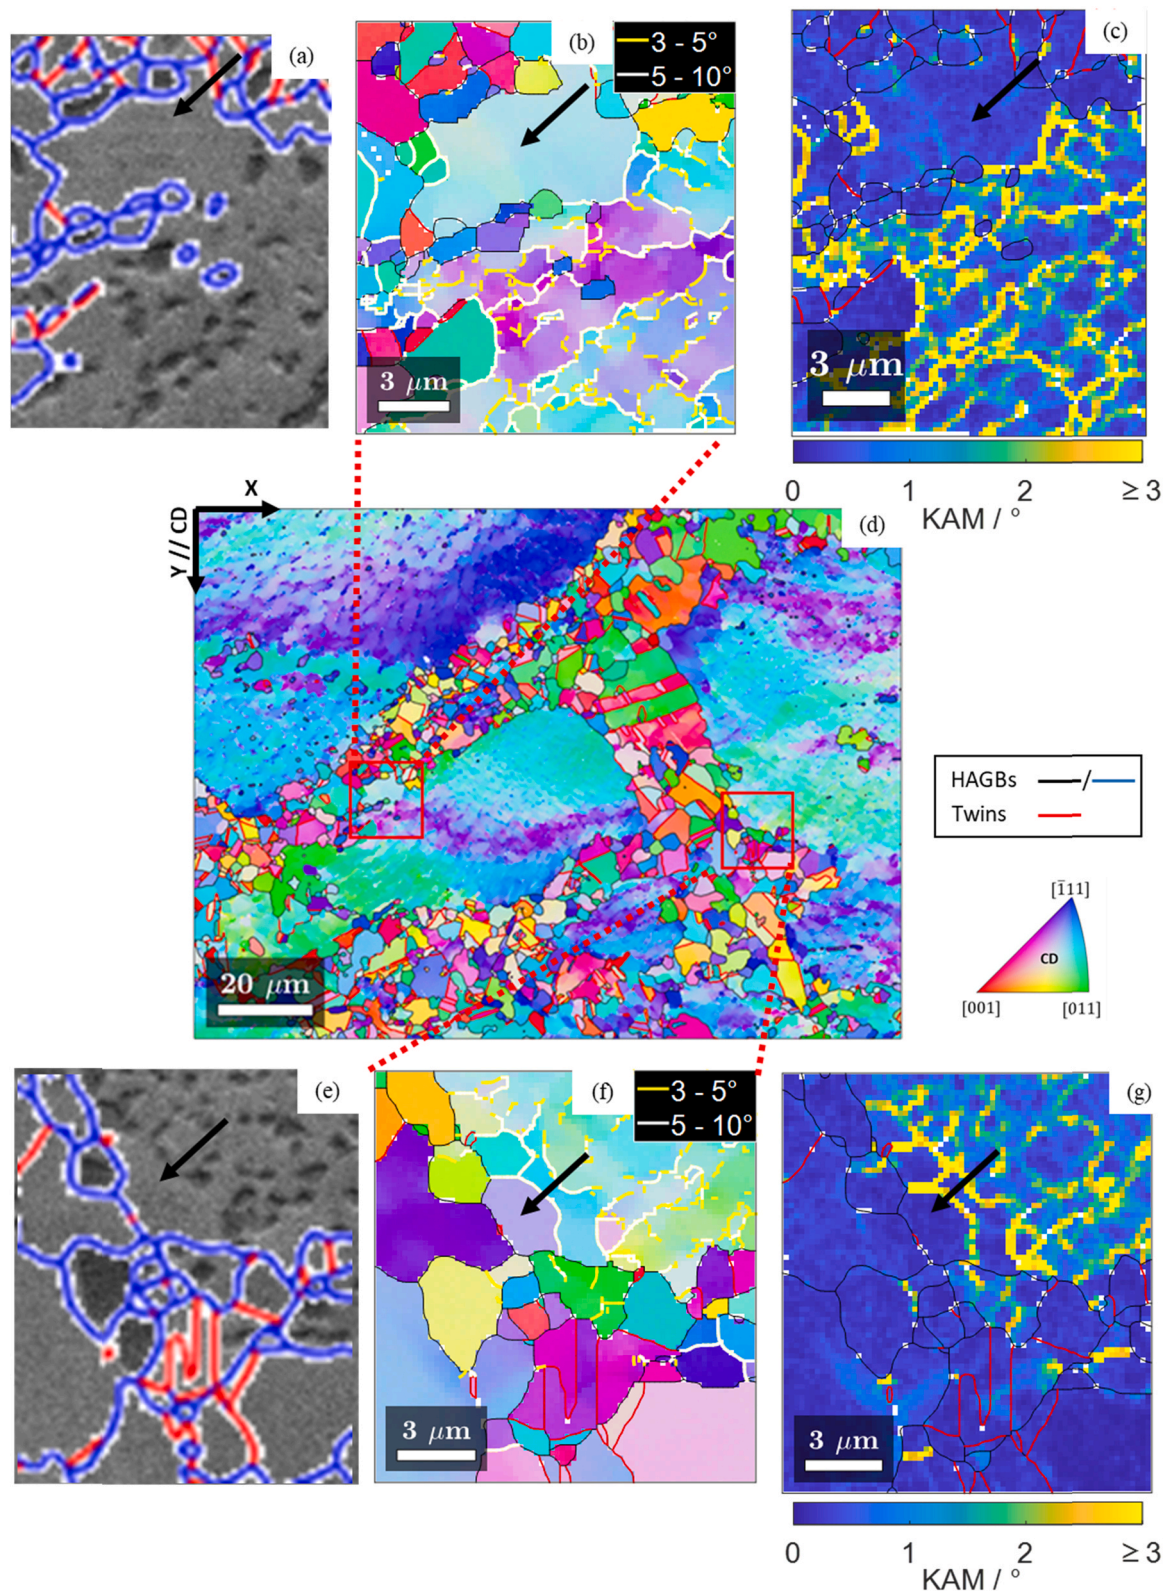 (a)
(b)
3 - 5°
5 - 10°
(c)
3 μm
3 μm
0 1 2 ≥ 3
KAM / °
X
Y // CD
(d)
20 μm
HAGBs /
Twins
[1̄11]
CD
[001] [011]
(e)
(f)
3 - 5°
5 - 10°
(g)
3 μm
3 μm
0 1 2 ≥ 3
KAM / °